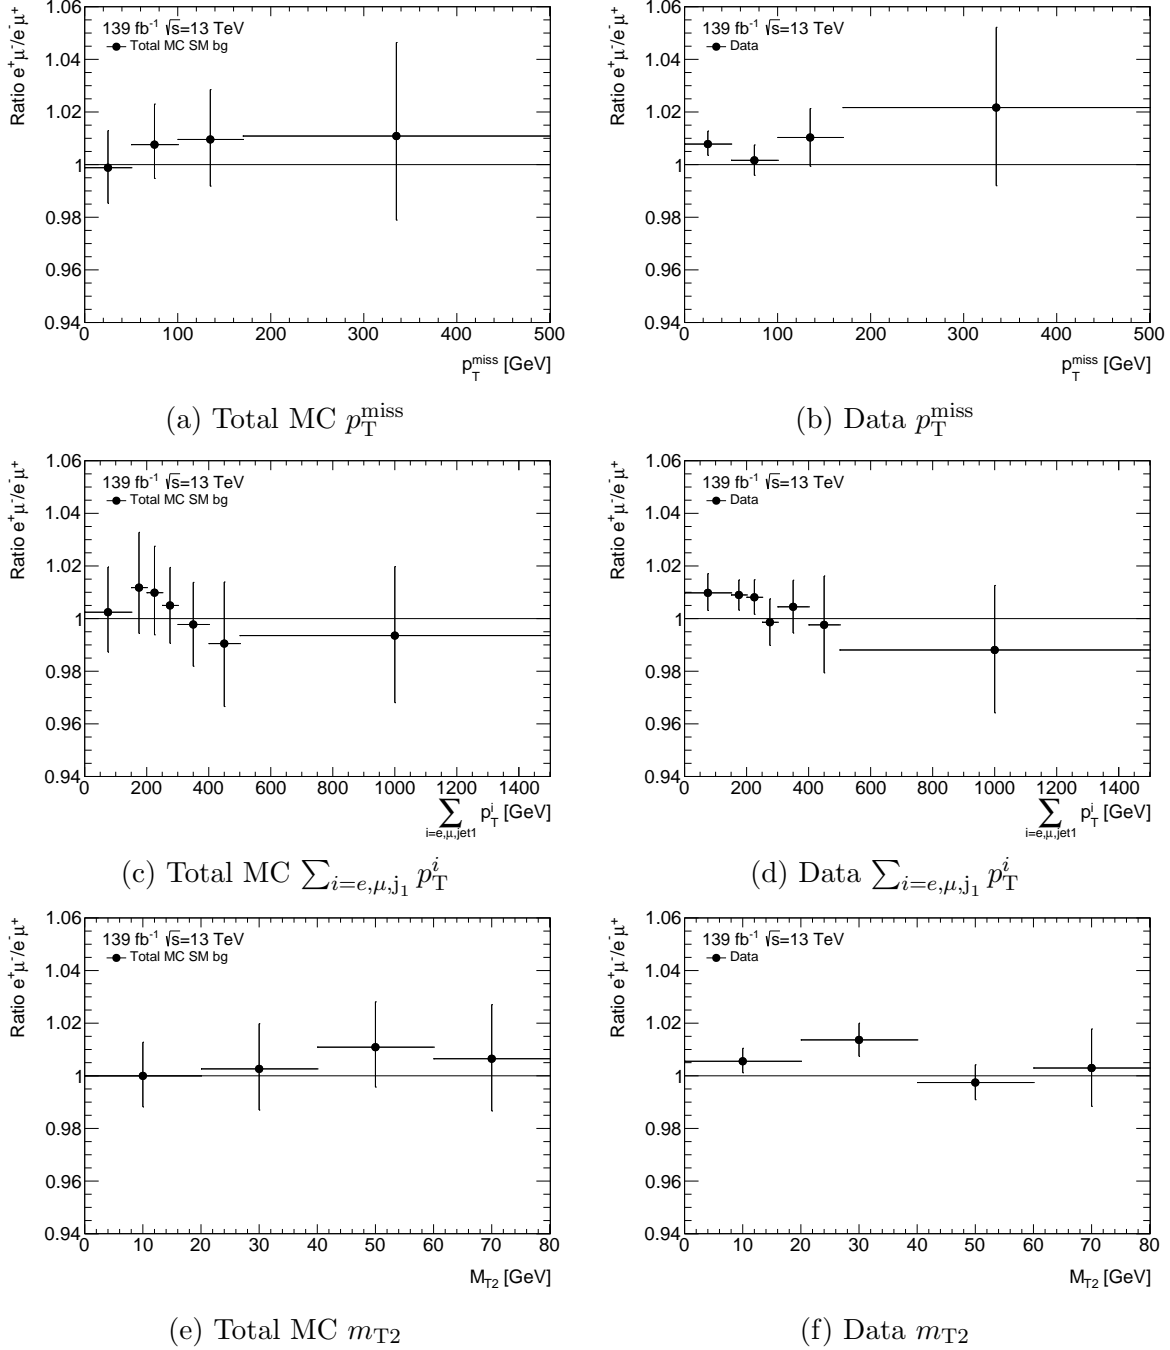 139 fb⁻¹ √s=13 TeV
Total MC SM bg
Ratio e⁺μ⁻/e⁻μ⁺
1.06
1.04
1.02
1
0.98
0.96
0.94
0 100 200 300 400 500
p_T^miss [GeV]
(a) Total MC p_T^miss
139 fb⁻¹ √s=13 TeV
Data
Ratio e⁺μ⁻/e⁻μ⁺
1.06
1.04
1.02
1
0.98
0.96
0.94
0 100 200 300 400 500
p_T^miss [GeV]
(b) Data p_T^miss
139 fb⁻¹ √s=13 TeV
Total MC SM bg
Ratio e⁺μ⁻/e⁻μ⁺
1.06
1.04
1.02
1
0.98
0.96
0.94
0 200 400 600 800 1000 1200 1400
∑_{i=e,μ,jet1} p_T^i [GeV]
(c) Total MC ∑_{i=e,μ,j₁} p_T^i
139 fb⁻¹ √s=13 TeV
Data
Ratio e⁺μ⁻/e⁻μ⁺
1.06
1.04
1.02
1
0.98
0.96
0.94
0 200 400 600 800 1000 1200 1400
∑_{i=e,μ,jet1} p_T^i [GeV]
(d) Data ∑_{i=e,μ,j₁} p_T^i
139 fb⁻¹ √s=13 TeV
Total MC SM bg
Ratio e⁺μ⁻/e⁻μ⁺
1.06
1.04
1.02
1
0.98
0.96
0.94
0 10 20 30 40 50 60 70 80
M_T2 [GeV]
(e) Total MC m_T2
139 fb⁻¹ √s=13 TeV
Data
Ratio e⁺μ⁻/e⁻μ⁺
1.06
1.04
1.02
1
0.98
0.96
0.94
0 10 20 30 40 50 60 70 80
M_T2 [GeV]
(f) Data m_T2